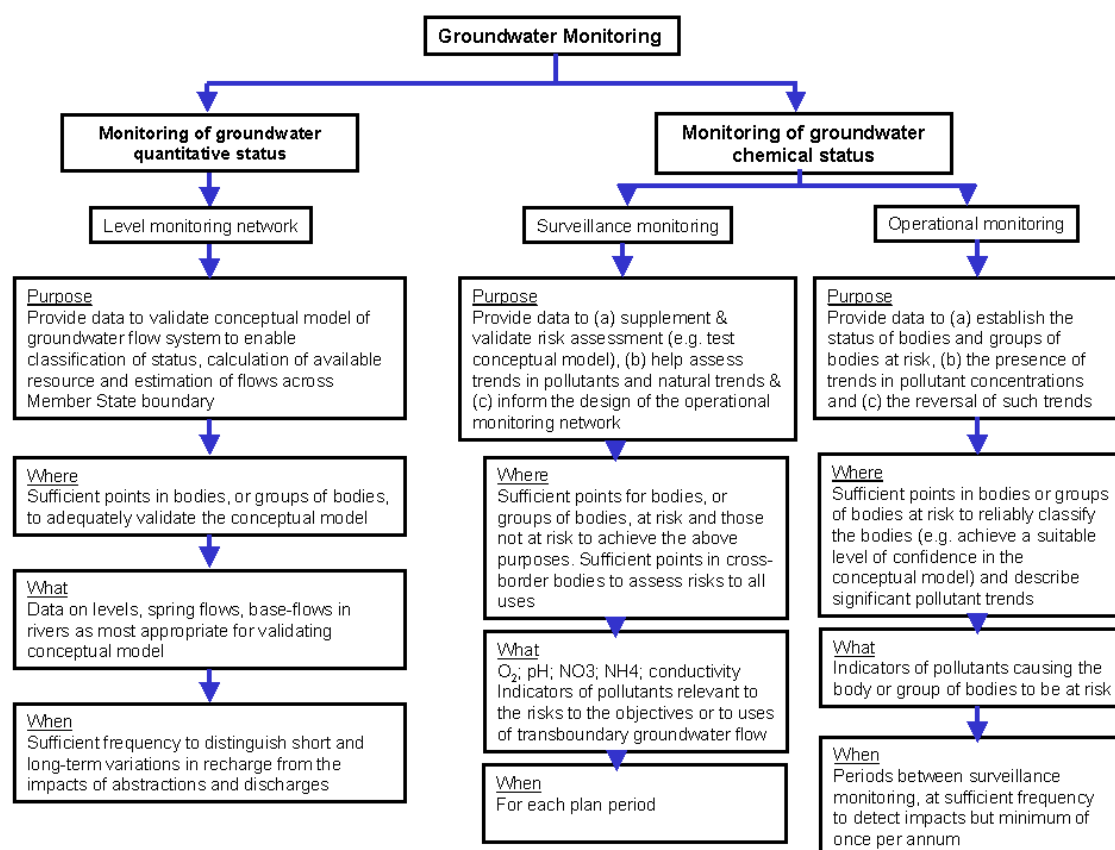 Groundwater Monitoring
Monitoring of groundwater
quantitative status
Monitoring of groundwater
chemical status
Level monitoring network
Surveillance monitoring
Operational monitoring
Purpose
Provide data to validate conceptual model of
groundwater flow system to enable
classification of status, calculation of available
resource and estimation of flows across
Member State boundary
Where
Sufficient points in bodies, or groups of bodies,
to adequately validate the conceptual model
What
Data on levels, spring flows, base-flows in
rivers as most appropriate for validating
conceptual model
When
Sufficient frequency to distinguish short and
long-term variations in recharge from the
impacts of abstractions and discharges
Purpose
Provide data to (a) supplement &
validate risk assessment (e.g. test
conceptual model), (b) help assess
trends in pollutants and natural trends &
(c) inform the design of the operational
monitoring network
Where
Sufficient points for bodies, or
groups of bodies, at risk and those
not at risk to achieve the above
purposes. Sufficient points in cross-
border bodies to assess risks to all
uses
What
O₂; pH; NO3; NH4; conductivity
Indicators of pollutants relevant to
the risks to the objectives or to uses
of transboundary groundwater flow
When
For each plan period
Purpose
Provide data to (a) establish the
status of bodies and groups of
bodies at risk, (b) the presence of
trends in pollutant concentrations
and (c) the reversal of such trends
Where
Sufficient points in bodies or groups
of bodies at risk to reliably classify
the bodies (e.g. achieve a suitable
level of confidence in the
conceptual model) and describe
significant pollutant trends
What
Indicators of pollutants causing the
body or group of bodies to be at risk
When
Periods between surveillance
monitoring, at sufficient frequency
to detect impacts but minimum of
once per annum